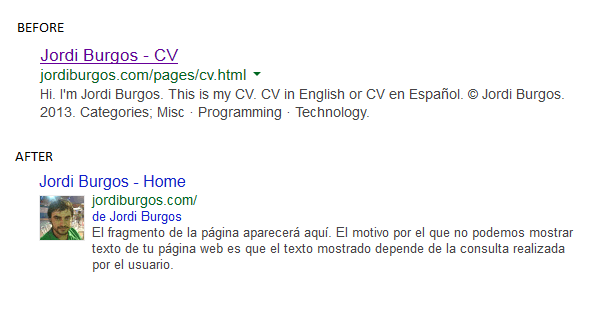 BEFORE
Jordi Burgos - CV
jordiburgos.com/pages/cv.html
Hi. I'm Jordi Burgos. This is my CV. CV in English or CV en Español. © Jordi Burgos.
2013. Categories; Misc · Programming · Technology.
AFTER
Jordi Burgos - Home
jordiburgos.com/
de Jordi Burgos
El fragmento de la página aparecerá aquí. El motivo por el que no podemos mostrar
texto de tu página web es que el texto mostrado depende de la consulta realizada
por el usuario.